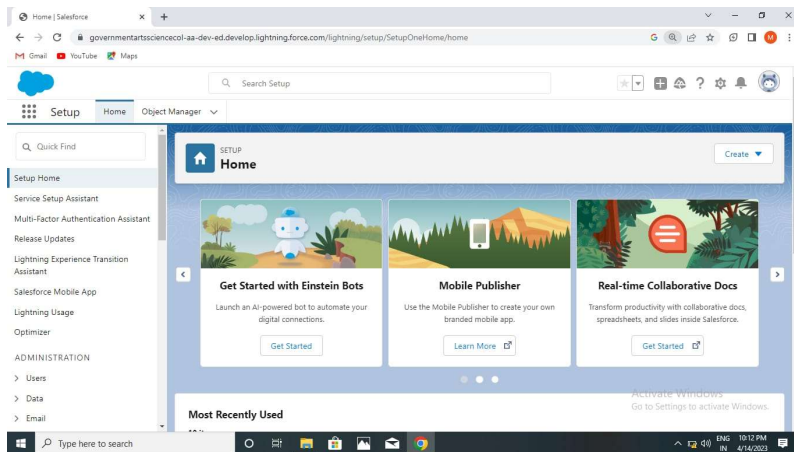 Home | Salesforce
governmentartssciencecol-aa-dev-ed.develop.lightning.force.com/lightning/setup/SetupOneHome/home
G
M
Gmail
YouTube
Maps
Search Setup
Setup
Home
Object Manager
Quick Find
Setup Home
Service Setup Assistant
Multi-Factor Authentication Assistant
Release Updates
Lightning Experience Transition
Assistant
Salesforce Mobile App
Lightning Usage
Optimizer
ADMINISTRATION
Users
Data
Email
SETUP
Home
Create
Get Started with Einstein Bots
Launch an AI-powered bot to automate your
digital connections.
Get Started
Mobile Publisher
Use the Mobile Publisher to create your own
branded mobile app.
Learn More
Real-time Collaborative Docs
Transform productivity with collaborative docs,
spreadsheets, and slides inside Salesforce.
Get Started
Most Recently Used
Activate Windows
Go to Settings to activate Windows.
Type here to search
ENG
IN
10:12 PM
4/14/2023